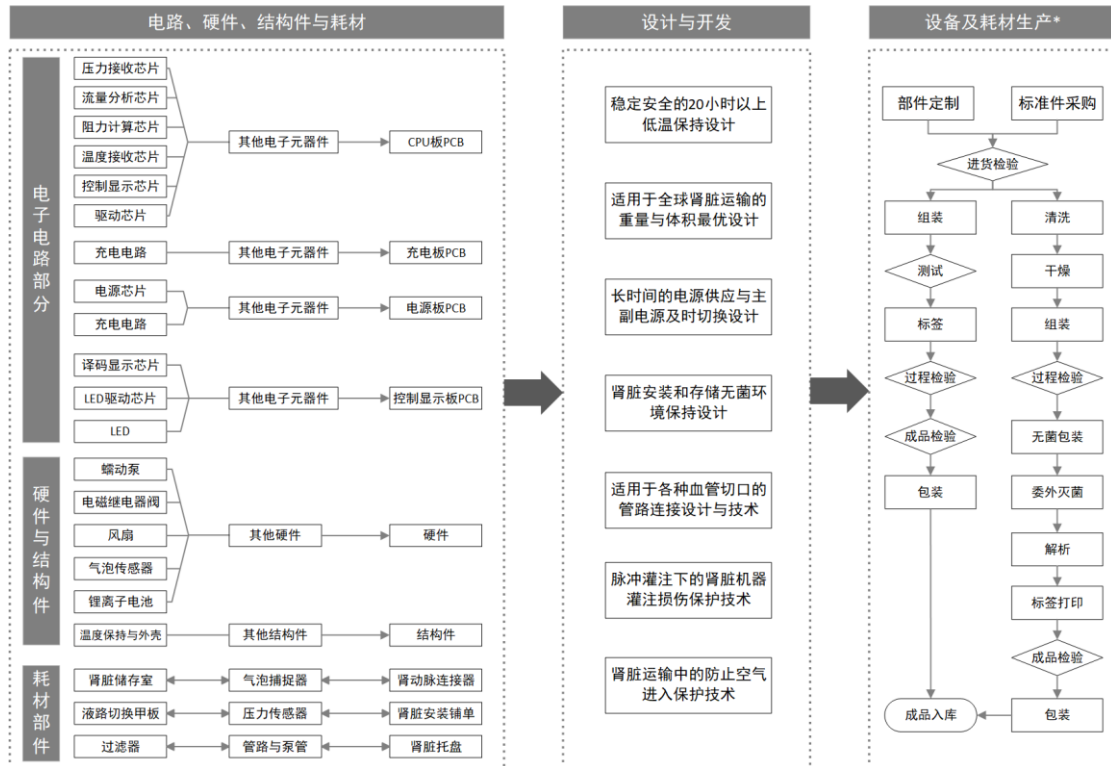 电路、硬件、结构件与耗材
电子电路部分
压力接收芯片
流量分析芯片
阻力计算芯片
温度接收芯片
控制显示芯片
驱动芯片
其他电子元器件
CPU板PCB
充电电路
其他电子元器件
充电板PCB
电源芯片
充电电路
其他电子元器件
电源板PCB
译码显示芯片
LED驱动芯片
LED
其他电子元器件
控制显示板PCB
硬件与结构件
蠕动泵
电磁继电器阀
风扇
气泡传感器
锂离子电池
其他硬件
硬件
温度保持与外壳
其他结构件
结构件
耗材部件
肾脏储存室
气泡捕捉器
肾动脉连接器
液路切换甲板
压力传感器
肾脏安装铺单
过滤器
管路与泵管
肾脏托盘
设计与开发
稳定安全的20小时以上
低温保持设计
适用于全球肾脏运输的
重量与体积最优设计
长时间的电源供应与主
副电源及时切换设计
肾脏安装和存储无菌环
境保持设计
适用于各种血管切口的
管路连接设计与技术
脉冲灌注下的肾脏机器
灌注损伤保护技术
肾脏运输中的防止空气
进入保护技术
设备及耗材生产*
部件定制
标准件采购
进货检验
组装
测试
标签
过程检验
成品检验
包装
清洗
干燥
组装
过程检验
无菌包装
委外灭菌
解析
标签打印
成品检验
包装
成品入库